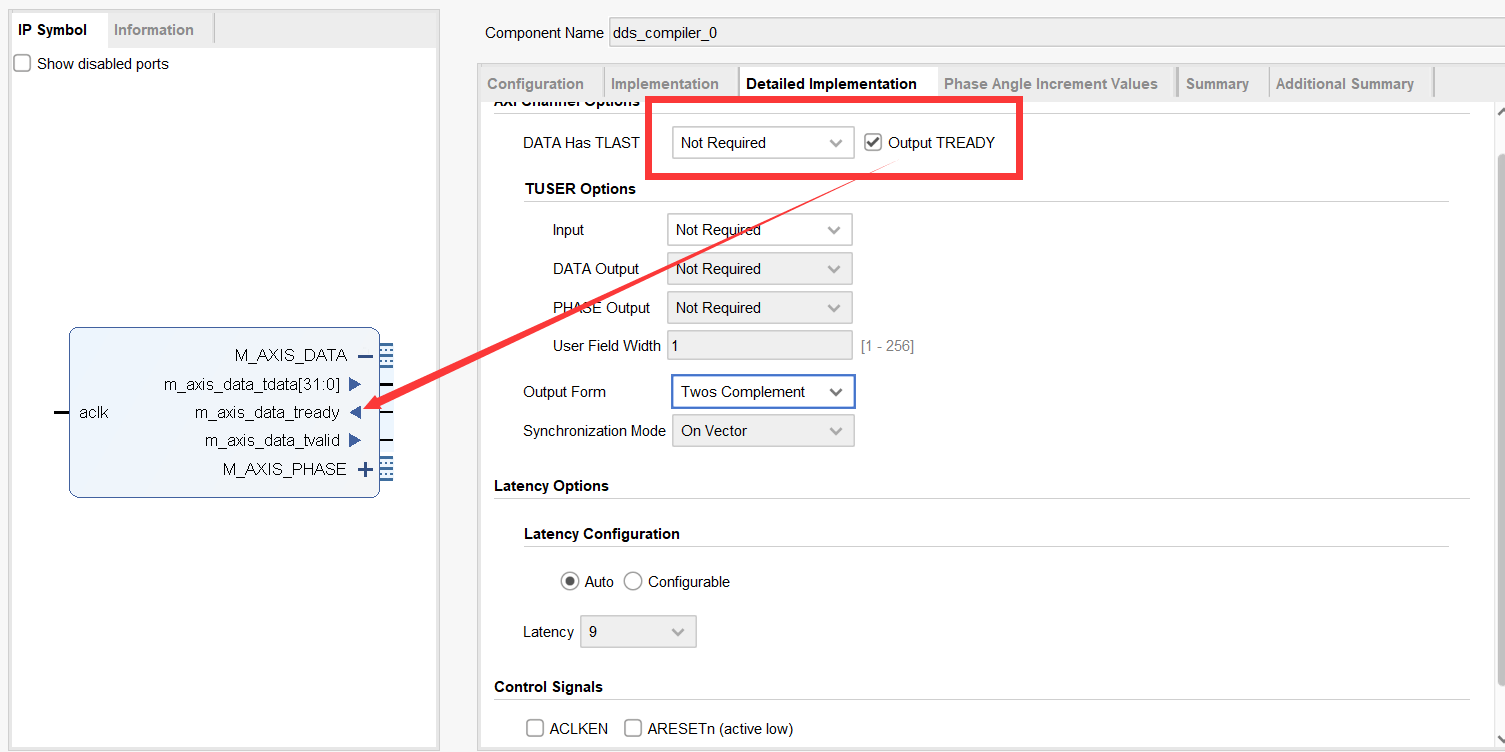 IP Symbol
Information
Show disabled ports
M_AXIS_DATA
m_axis_data_tdata[31:0]
aclk
m_axis_data_tready
m_axis_data_tvalid
M_AXIS_PHASE
Component Name dds_compiler_0
Configuration
Implementation
Detailed Implementation
Phase Angle Increment Values
Summary
Additional Summary
AXI Channel Options
DATA Has TLAST Not Required Output TREADY
TUSER Options
Input Not Required
DATA Output Not Required
PHASE Output Not Required
User Field Width 1 [1 - 256]
Output Form Twos Complement
Synchronization Mode On Vector
Latency Options
Latency Configuration
Auto Configurable
Latency 9
Control Signals
ACLKEN ARESETn (active low)